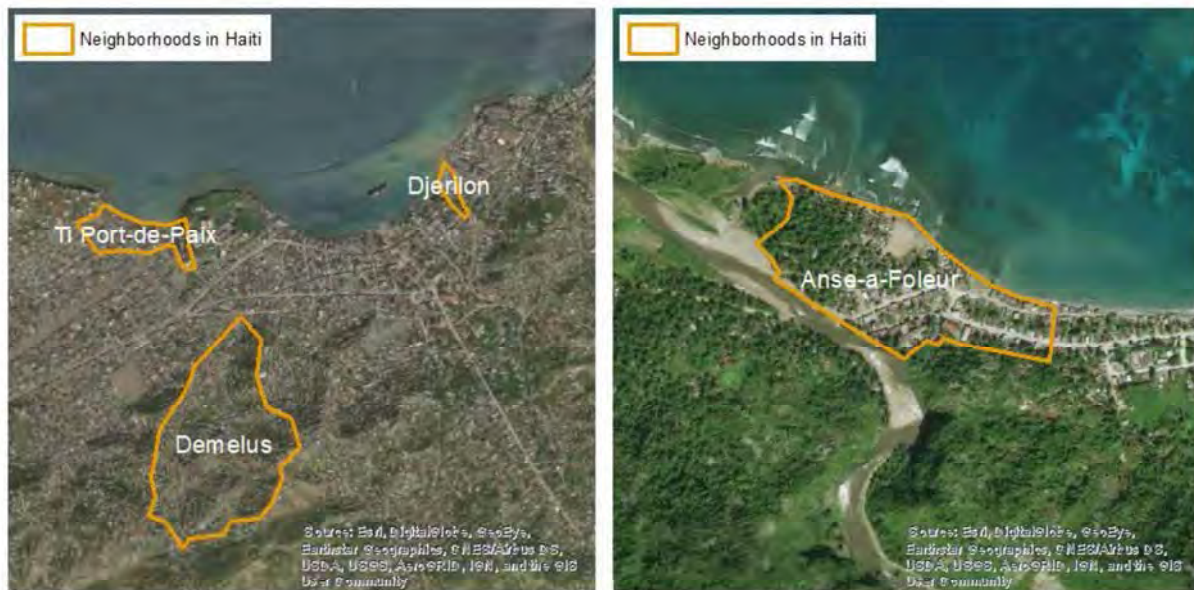 Neighborhoods in Haiti
Djerilon
Ti Port-de-Paix
Demelus
Source: Esri, DigitalGlobe, GeoEye,
Earthstar Geographics, CNES/Airbus DS,
USDA, USGS, AeroGRID, IGN, and the GIS
User Community
Neighborhoods in Haiti
Anse-a-Foleur
Source: Esri, DigitalGlobe, GeoEye,
Earthstar Geographics, CNES/Airbus DS,
USDA, USGS, AeroGRID, IGN, and the GIS
User Community